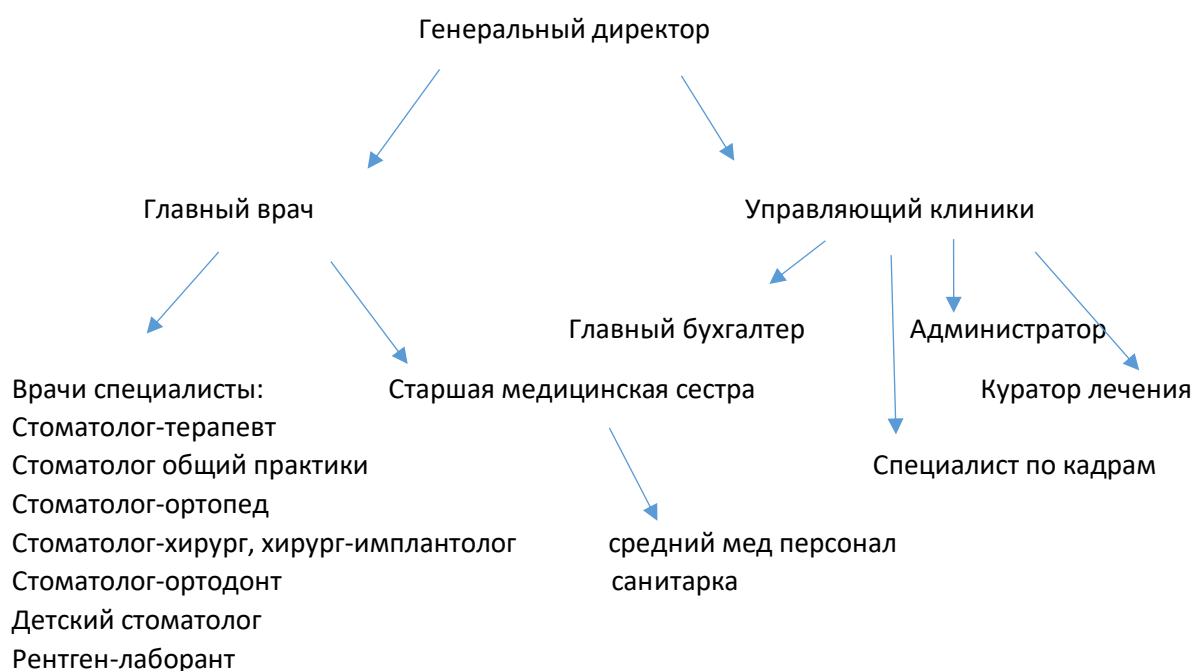 Генеральный директор
Главный врач
Управляющий клиники
Главный бухгалтер
Администратор
Врачи специалисты:
Старшая медицинская сестра
Куратор лечения
Стоматолог-терапевт
Стоматолог общий практики
Специалист по кадрам
Стоматолог-ортопед
Стоматолог-хирург, хирург-имплантолог
средний мед персонал
Стоматолог-ортодонт
санитарка
Детский стоматолог
Рентген-лаборант